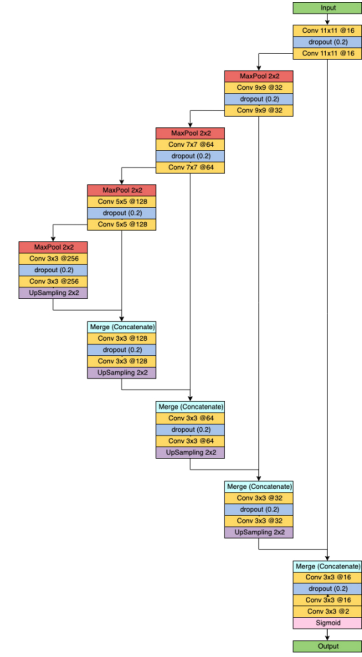 Input
Conv 11x11 @16
dropout (0.2)
Conv 11x11 @16
MaxPool 2x2
Conv 9x9 @32
dropout (0.2)
Conv 9x9 @32
MaxPool 2x2
Conv 7x7 @64
dropout (0.2)
Conv 7x7 @64
MaxPool 2x2
Conv 5x5 @128
dropout (0.2)
Conv 5x5 @128
MaxPool 2x2
Conv 3x3 @256
dropout (0.2)
Conv 3x3 @256
UpSampling 2x2
Merge (Concatenate)
Conv 3x3 @128
dropout (0.2)
Conv 3x3 @128
UpSampling 2x2
Merge (Concatenate)
Conv 3x3 @64
dropout (0.2)
Conv 3x3 @64
UpSampling 2x2
Merge (Concatenate)
Conv 3x3 @32
dropout (0.2)
Conv 3x3 @32
UpSampling 2x2
Merge (Concatenate)
Conv 3x3 @16
dropout (0.2)
Conv 3x3 @16
Conv 3x3 @2
Sigmoid
Output